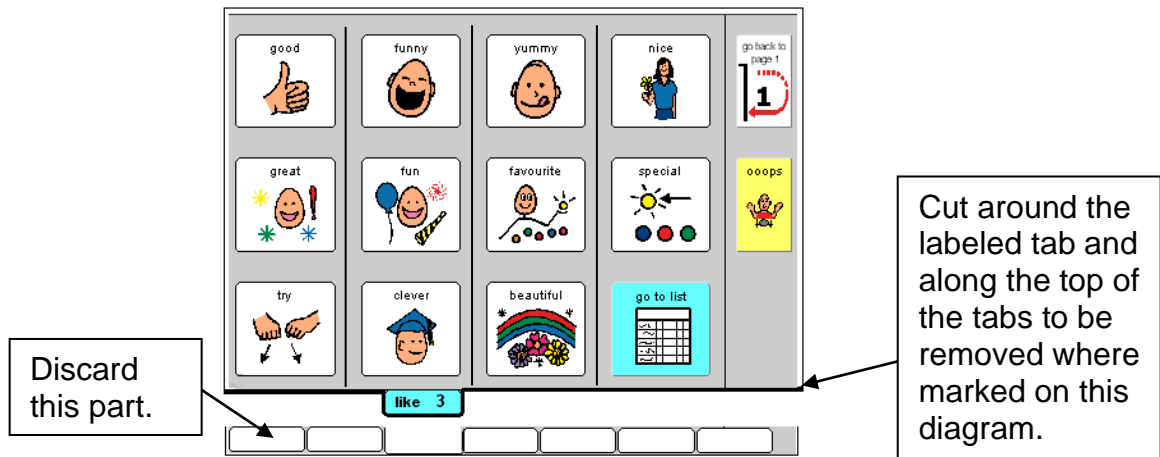 good
funny
yummy
nice
go back to
page 1
1
great
fun
favourite
special
ooops
try
clever
beautiful
go to list
like 3
Discard
this part.
Cut around the
labeled tab and
along the top of
the tabs to be
removed where
marked on this
diagram.